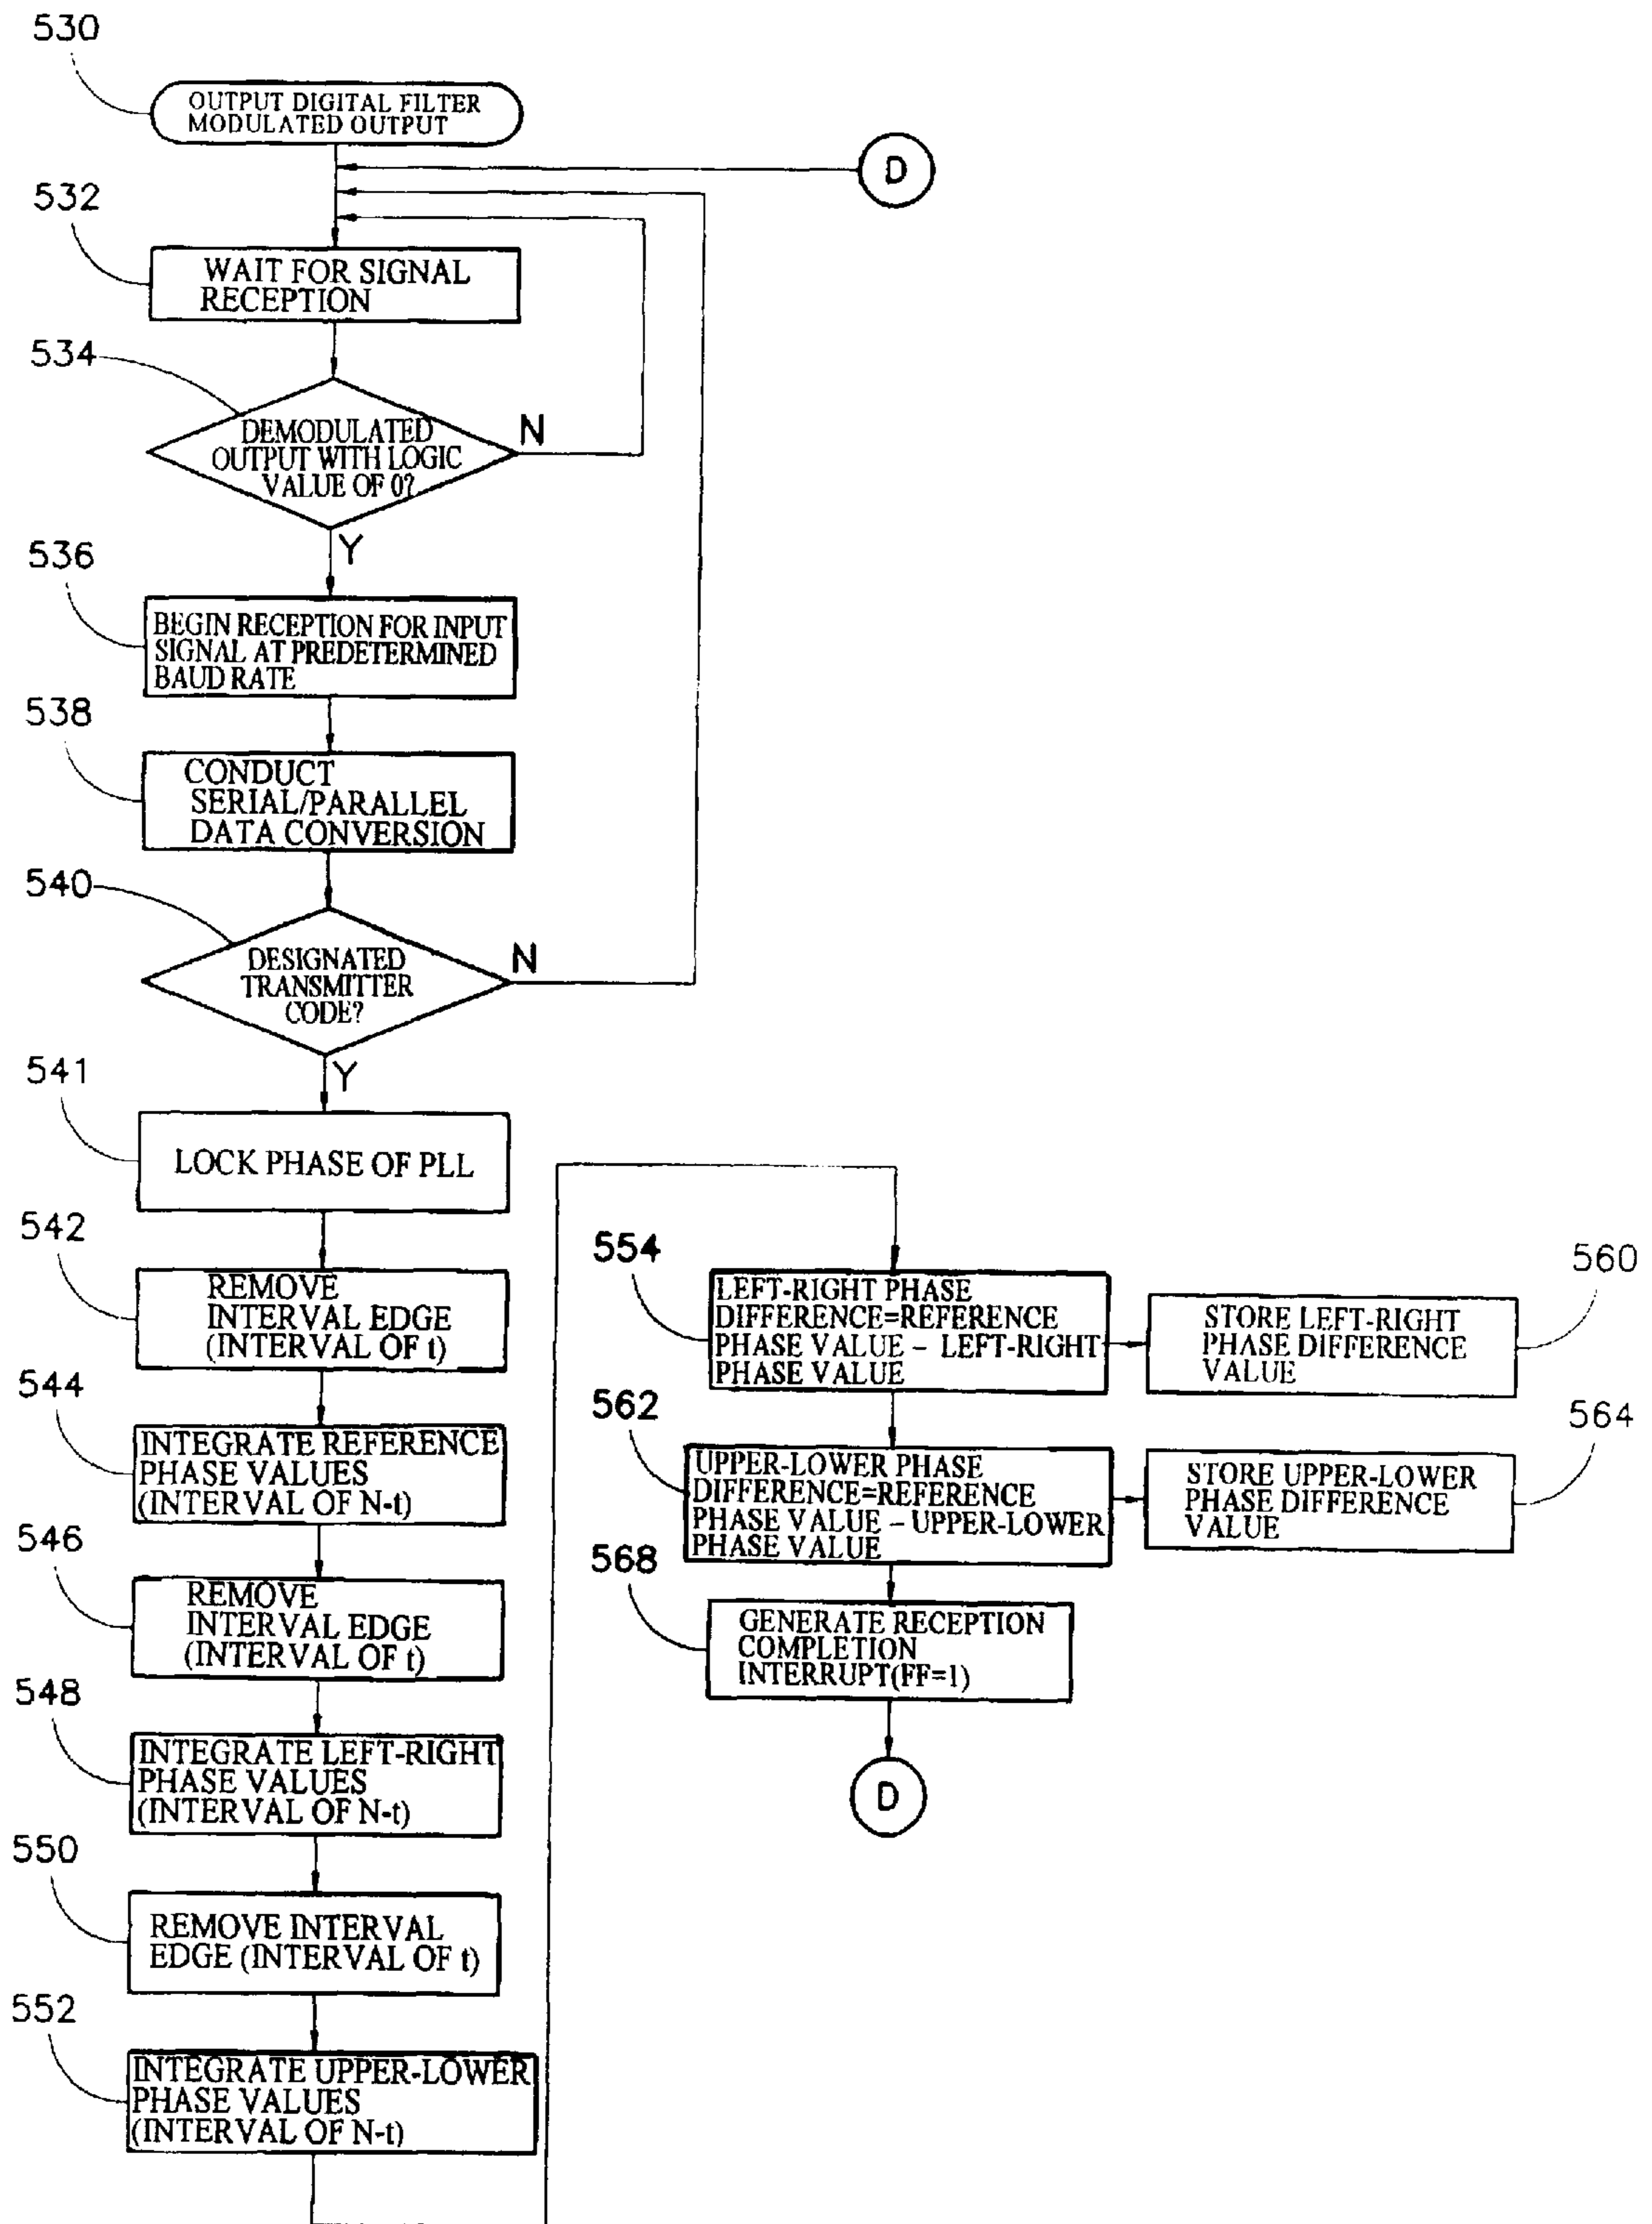 530
OUTPUT DIGITAL FILTER
MODULATED OUTPUT
D
532
WAIT FOR SIGNAL
RECEPTION
534
DEMODULATED
OUTPUT WITH LOGIC
VALUE OF 0?
N
Y
536
BEGIN RECEPTION FOR INPUT
SIGNAL AT PREDETERMINED
BAUD RATE
538
CONDUCT
SERIAL/PARALLEL
DATA CONVERSION
540
DESIGNATED
TRANSMITTER
CODE?
N
Y
541
LOCK PHASE OF PLL
542
REMOVE
INTERVAL EDGE
(INTERVAL OF t)
544
INTEGRATE REFERENCE
PHASE VALUES
(INTERVAL OF N-t)
546
REMOVE
INTERVAL EDGE
(INTERVAL OF t)
548
INTEGRATE LEFT-RIGHT
PHASE VALUES
(INTERVAL OF N-t)
550
REMOVE INTERVAL
EDGE (INTERVAL OF t)
552
INTEGRATE UPPER-LOWER
PHASE VALUES
(INTERVAL OF N-t)
554
LEFT-RIGHT PHASE
DIFFERENCE=REFERENCE
PHASE VALUE - LEFT-RIGHT
PHASE VALUE
560
STORE LEFT-RIGHT
PHASE DIFFERENCE
VALUE
562
UPPER-LOWER PHASE
DIFFERENCE=REFERENCE
PHASE VALUE - UPPER-LOWER
PHASE VALUE
564
STORE UPPER-LOWER
PHASE DIFFERENCE
VALUE
568
GENERATE RECEPTION
COMPLETION
INTERRUPT(FF=1)
D